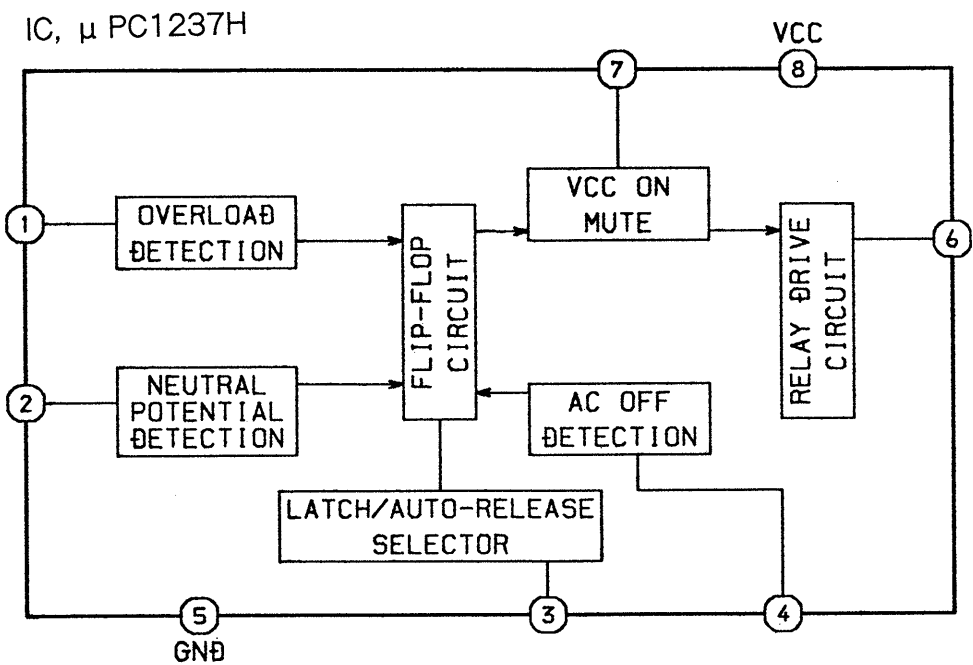 IC, μ PC1237H
VCC
7
8
1
OVERLOAD
DETECTION
FLIP-FLOP
CIRCUIT
VCC ON
MUTE
RELAY DRIVE
CIRCUIT
6
2
NEUTRAL
POTENTIAL
DETECTION
AC OFF
DETECTION
LATCH/AUTO-RELEASE
SELECTOR
5
GND
3
4